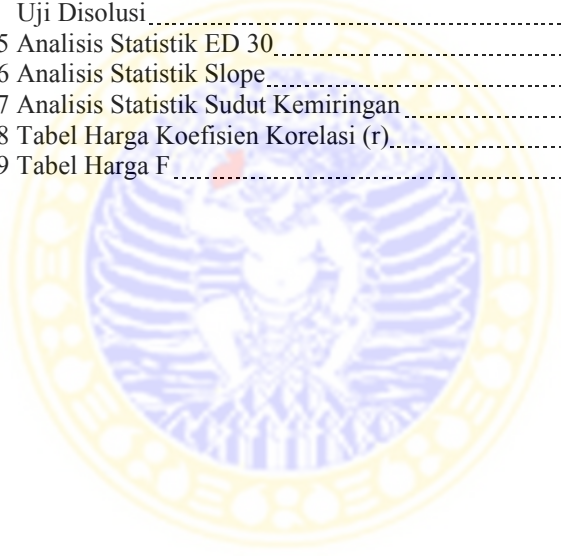 Uji Disolusi
5 Analisis Statistik ED 30
6 Analisis Statistik Slope
7 Analisis Statistik Sudut Kemiringan
8 Tabel Harga Koefisien Korelasi (r)
9 Tabel Harga F